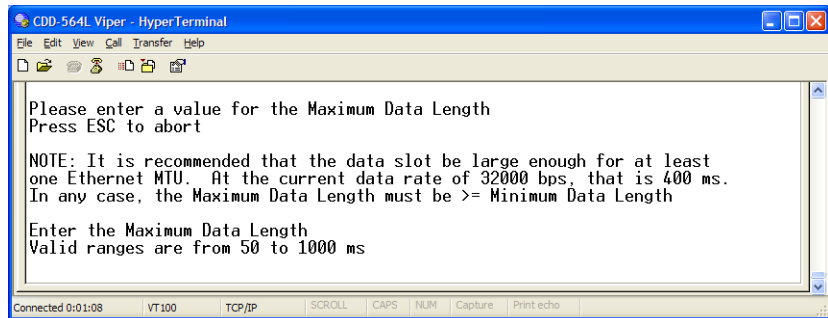 CDD-564L Viper - HyperTerminal
File Edit View Call Transfer Help
Please enter a value for the Maximum Data Length
Press ESC to abort
NOTE: It is recommended that the data slot be large enough for at least
one Ethernet MTU.  At the current data rate of 32000 bps, that is 400 ms.
In any case, the Maximum Data Length must be >= Minimum Data Length
Enter the Maximum Data Length
Valid ranges are from 50 to 1000 ms
Connected 0:01:08 VT100 TCP/IP SCROLL CAPS NUM Capture Print echo